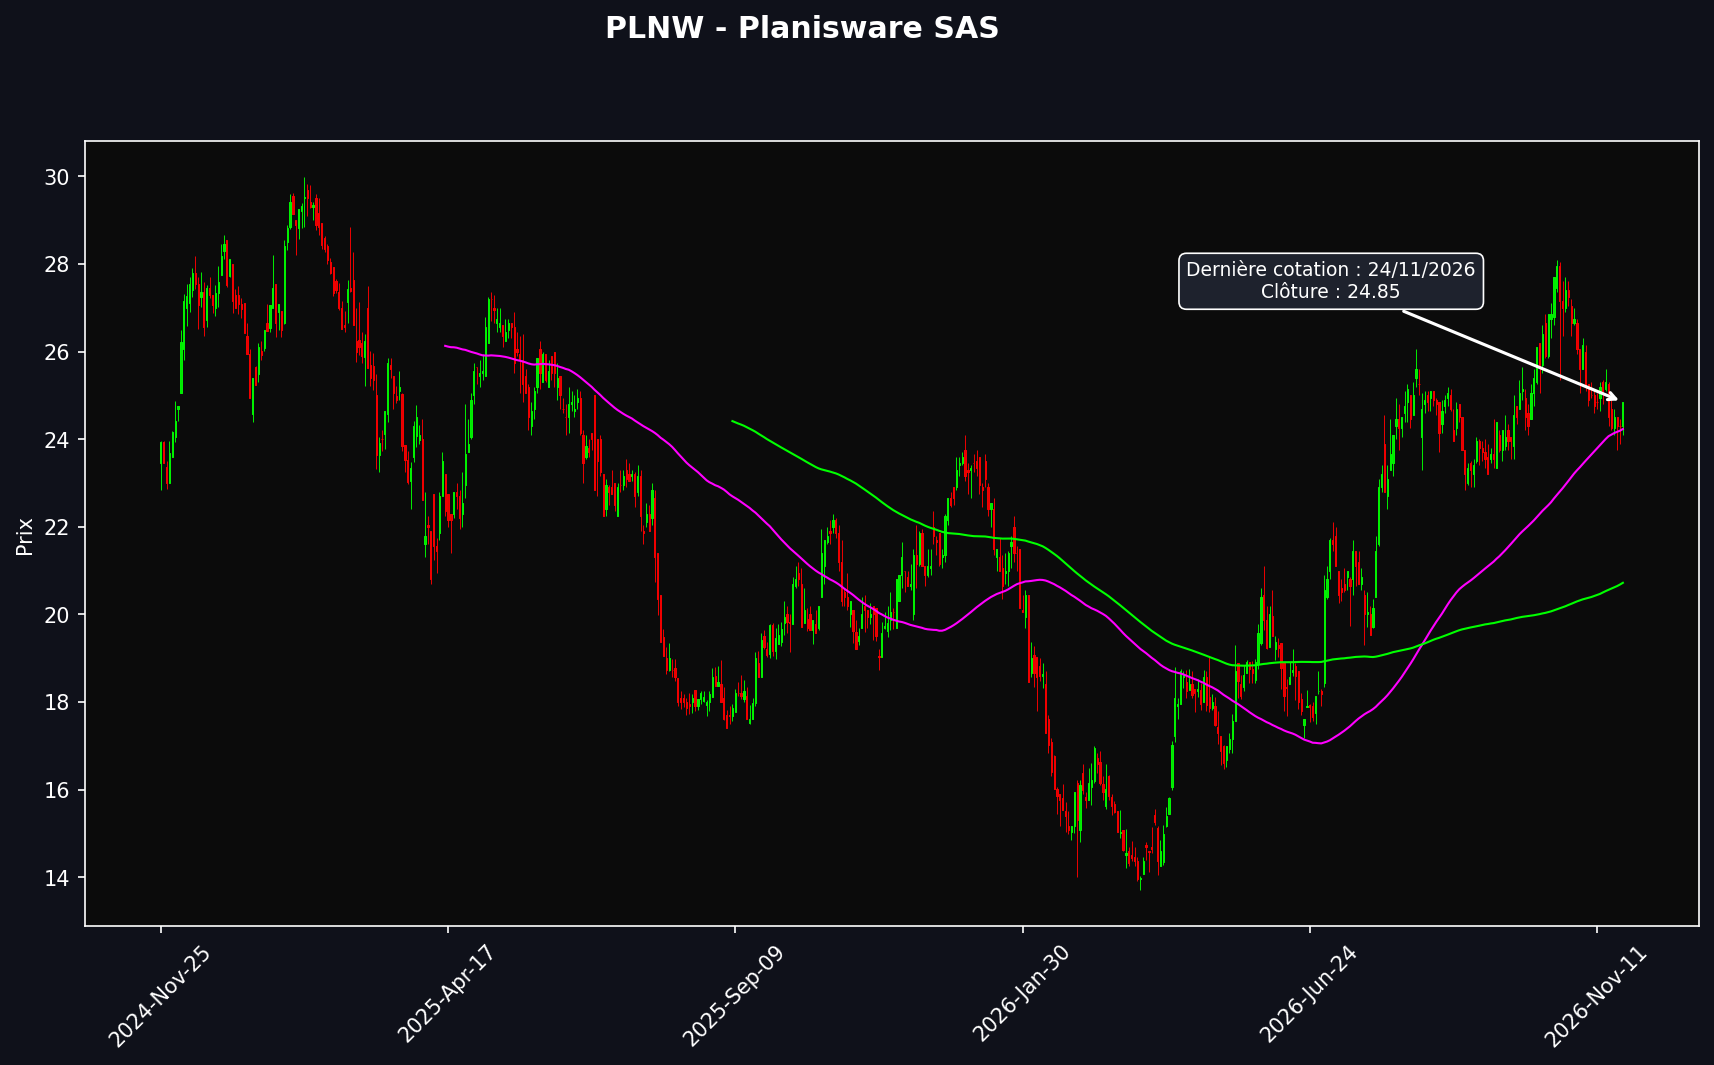 PLNW - Planisware SAS
Dernière cotation : 24/11/2026
Clôture : 24.85
Prix
30
28
26
24
22
20
18
16
14
2024-Nov-25
2025-Apr-17
2025-Sep-09
2026-Jan-30
2026-Jun-24
2026-Nov-11